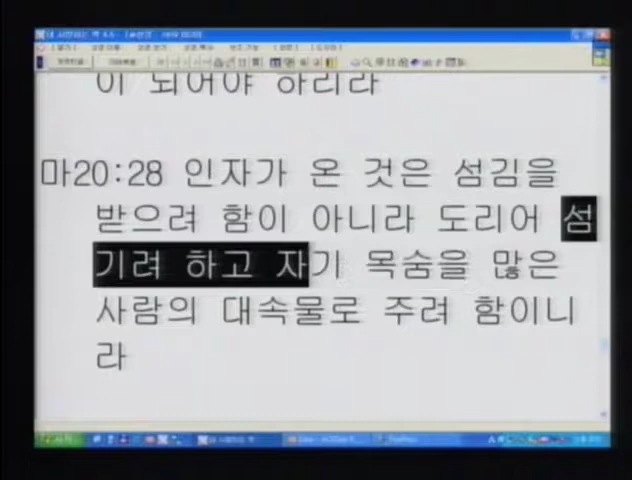 이 되어야 하리라
마20:28 인자가 온 것은 섬김을
받으려 함이 아니라 도리어 섬
기려 하고 자기 목숨을 많은
사람의 대속물로 주려 함이니
라